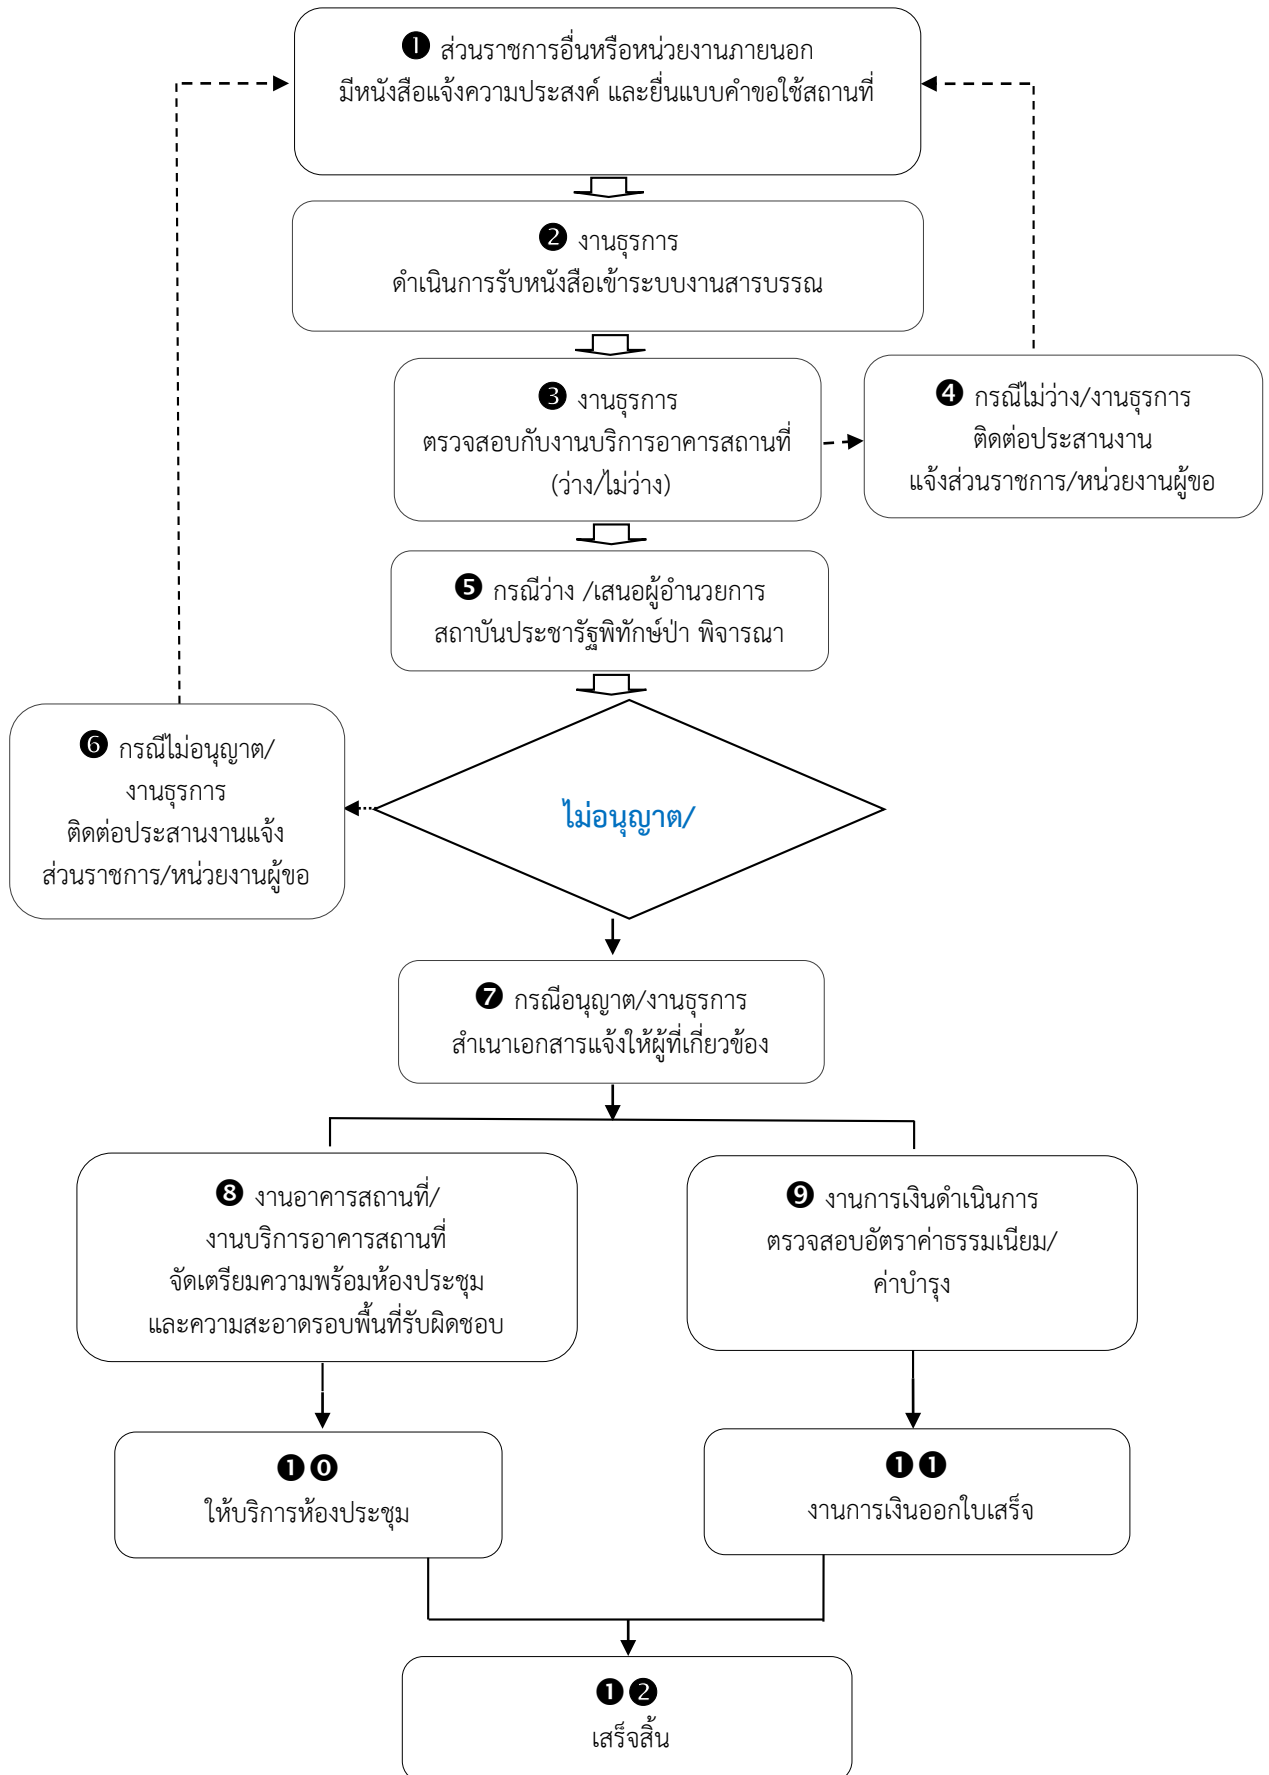 ❶ ส่วนราชการอื่นหรือหน่วยงานภายนอก
มีหนังสือแจ้งความประสงค์ และยื่นแบบคำขอใช้สถานที่
❷ งานธุรการ
ดำเนินการรับหนังสือเข้าระบบงานสารบรรณ
❸ งานธุรการ
ตรวจสอบกับงานบริการอาคารสถานที่
(ว่าง/ไม่ว่าง)
❹ กรณีไม่ว่าง/งานธุรการ
ติดต่อประสานงาน
แจ้งส่วนราชการ/หน่วยงานผู้ขอ
❺ กรณีว่าง /เสนอผู้อำนวยการ
สถาบันประชารัฐพิทักษ์ป่า พิจารณา
❻ กรณีไม่อนุญาต/
งานธุรการ
ติดต่อประสานงานแจ้ง
ส่วนราชการ/หน่วยงานผู้ขอ
ไม่อนุญาต/
❼ กรณีอนุญาต/งานธุรการ
สำเนาเอกสารแจ้งให้ผู้ที่เกี่ยวข้อง
❽ งานอาคารสถานที่/
งานบริการอาคารสถานที่
จัดเตรียมความพร้อมห้องประชุม
และความสะอาดรอบพื้นที่รับผิดชอบ
❾ งานการเงินดำเนินการ
ตรวจสอบอัตราค่าธรรมเนียม/
ค่าบำรุง
❶⓿
ให้บริการห้องประชุม
❶❶
งานการเงินออกใบเสร็จ
❶❷
เสร็จสิ้น